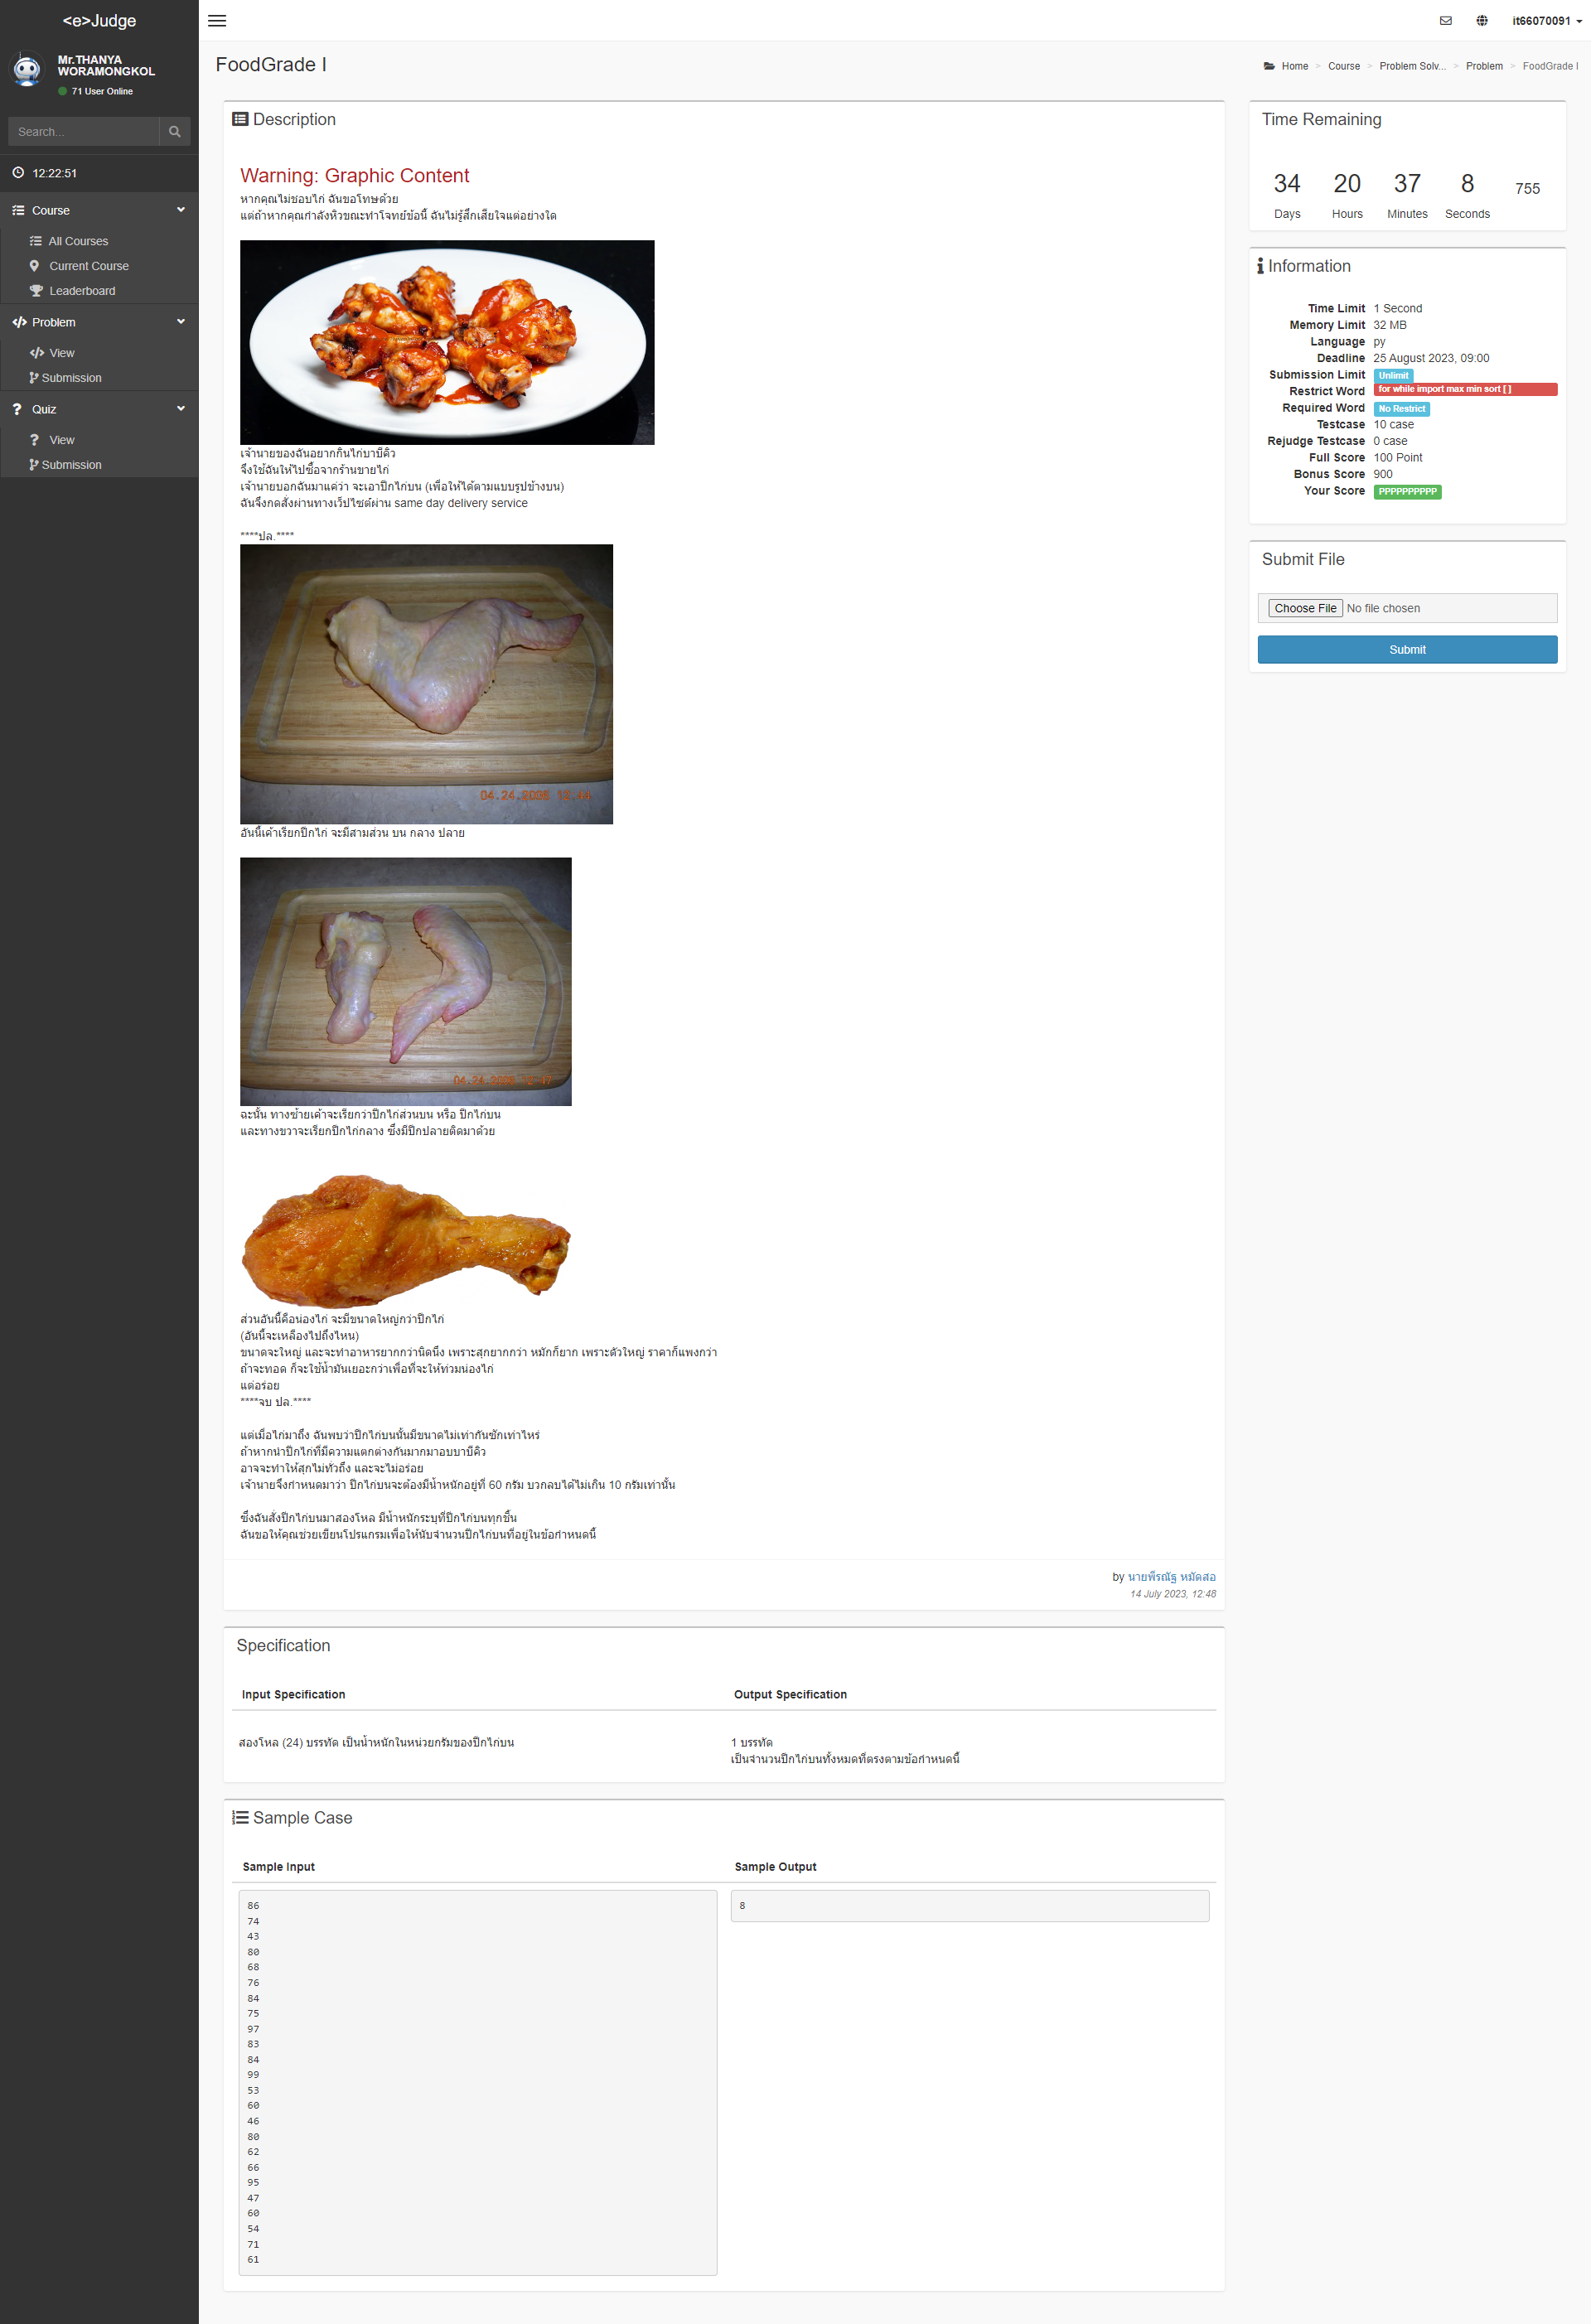 <e>Judge
it66070091
Mr.THANYA
WORAMONGKOL
71 User Online
Search...
12:22:51
Course
All Courses
Current Course
Leaderboard
Problem
View
Submission
Quiz
View
Submission
FoodGrade I
Home > Course > Problem Solv... > Problem > FoodGrade I
Description
Warning: Graphic Content
หากคุณไม่ชอบไก่ ฉันขอโทษด้วย
แต่ถ้าหากคุณกำลังหิวขณะทำโจทย์ข้อนี้ ฉันไม่รู้สึกเสียใจแต่อย่างใด
เจ้านายของฉันอยากกินไก่บาบีคิว
จึงใช้ฉันให้ไปซื้อจากร้านขายไก่
เจ้านายบอกฉันมาแค่ว่า จะเอาปีกไก่บน (เพื่อให้ได้ตามแบบรูปข้างบน)
ฉันจึงกดสั่งผ่านทางเว็ปไซต์ผ่าน same day delivery service
****ปล.****
อันนี้เค้าเรียกปีกไก่ จะมีสามส่วน บน กลาง ปลาย
ฉะนั้น ทางซ้ายเค้าจะเรียกว่าปีกไก่ส่วนบน หรือ ปีกไก่บน
และทางขวาจะเรียกปีกไก่กลาง ซึ่งมีปีกปลายติดมาด้วย
ส่วนอันนี้คือน่องไก่ จะมีขนาดใหญ่กว่าปีกไก่
(อันนี้จะเหลืองไปถึงไหน)
ขนาดจะใหญ่ และจะทำอาหารยากกว่านิดนึง เพราะสุกยากกว่า หมักก็ยาก เพราะตัวใหญ่ ราคาก็แพงกว่า
ถ้าจะทอด ก็จะใช้น้ำมันเยอะกว่าเพื่อที่จะให้ท่วมน่องไก่
แต่อร่อย
****จบ ปล.****
แต่เมื่อไก่มาถึง ฉันพบว่าปีกไก่บนนั้นมีขนาดไม่เท่ากันซักเท่าไหร่
ถ้าหากนำปีกไก่ที่มีความแตกต่างกันมากมาอบบาบีคิว
อาจจะทำให้สุกไม่ทั่วถึง และจะไม่อร่อย
เจ้านายจึงกำหนดมาว่า ปีกไก่บนจะต้องมีน้ำหนักอยู่ที่ 60 กรัม บวกลบได้ไม่เกิน 10 กรัมเท่านั้น
ซึ่งฉันสั่งปีกไก่บนมาสองโหล มีน้ำหนักระบุที่ปีกไก่บนทุกชิ้น
ฉันขอให้คุณช่วยเขียนโปรแกรมเพื่อให้นับจำนวนปีกไก่บนที่อยู่ในข้อกำหนดนี้
by นายพีรณัฐ หมัดสอ
14 July 2023, 12:48
Time Remaining
34 20 37 8 755
Days Hours Minutes Seconds
Information
Time Limit 1 Second
Memory Limit 32 MB
Language py
Deadline 25 August 2023, 09:00
Submission Limit Unlimit
Restrict Word for while import max min sort [ ]
Required Word No Restrict
Testcase 10 case
Rejudge Testcase 0 case
Full Score 100 Point
Bonus Score 900
Your Score PPPPPPPPPP
Submit File
Choose File No file chosen
Submit
Specification
Input Specification Output Specification
สองโหล (24) บรรทัด เป็นน้ำหนักในหน่วยกรัมของปีกไก่บน
1 บรรทัด
เป็นจำนวนปีกไก่บนทั้งหมดที่ตรงตามข้อกำหนดนี้
Sample Case
Sample Input Sample Output
86
74
43
80
68
76
84
75
97
83
84
99
53
60
46
80
62
66
95
47
60
54
71
61
8